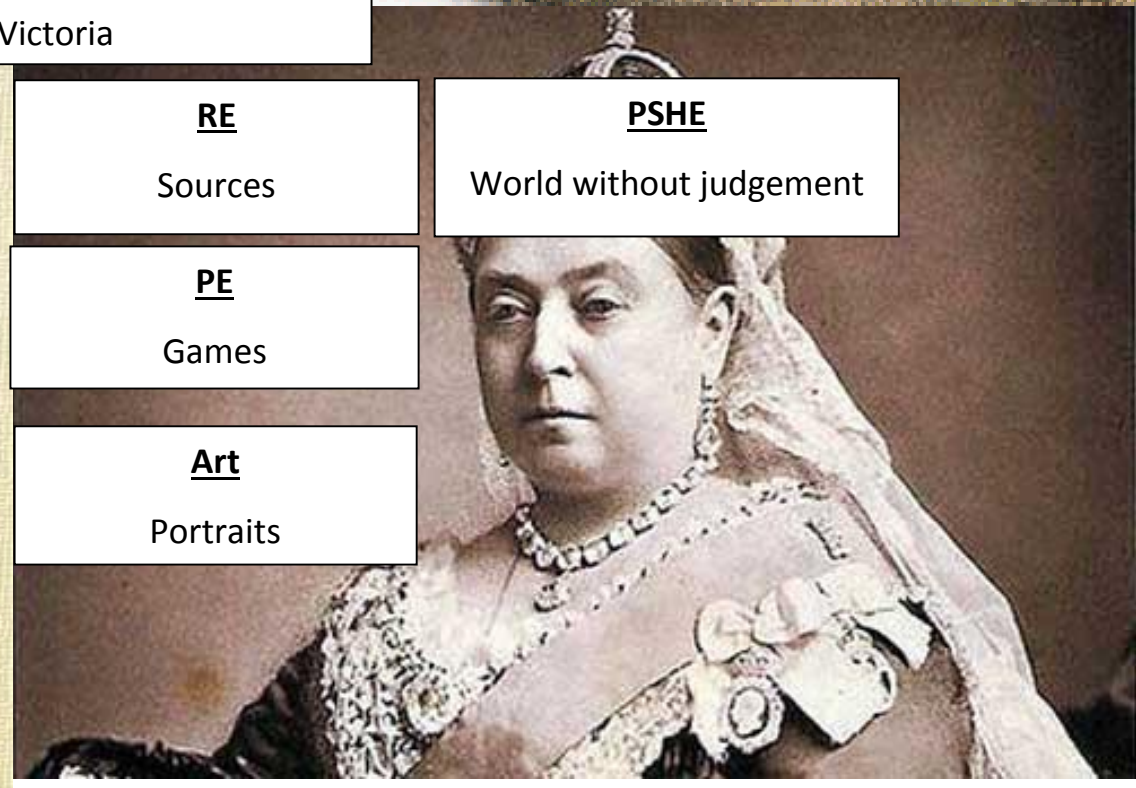 Victoria
RE
Sources
PSHE
World without judgement
PE
Games
Art
Portraits